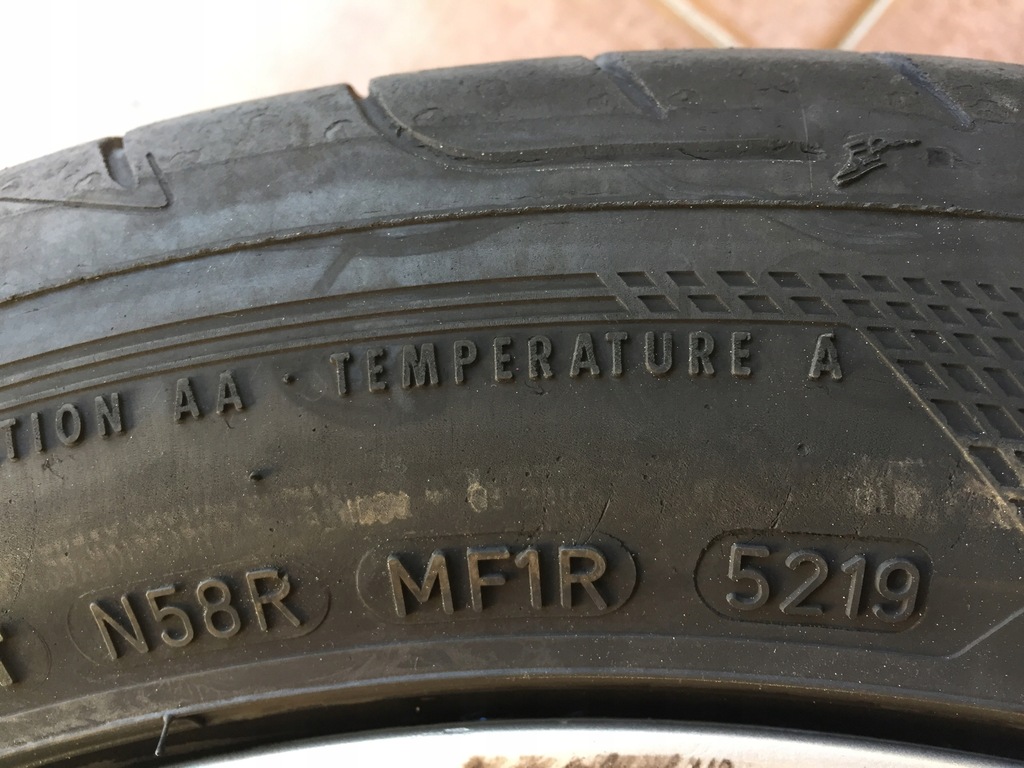 TION AA · TEMPERATURE A
N58R MF1R 5219